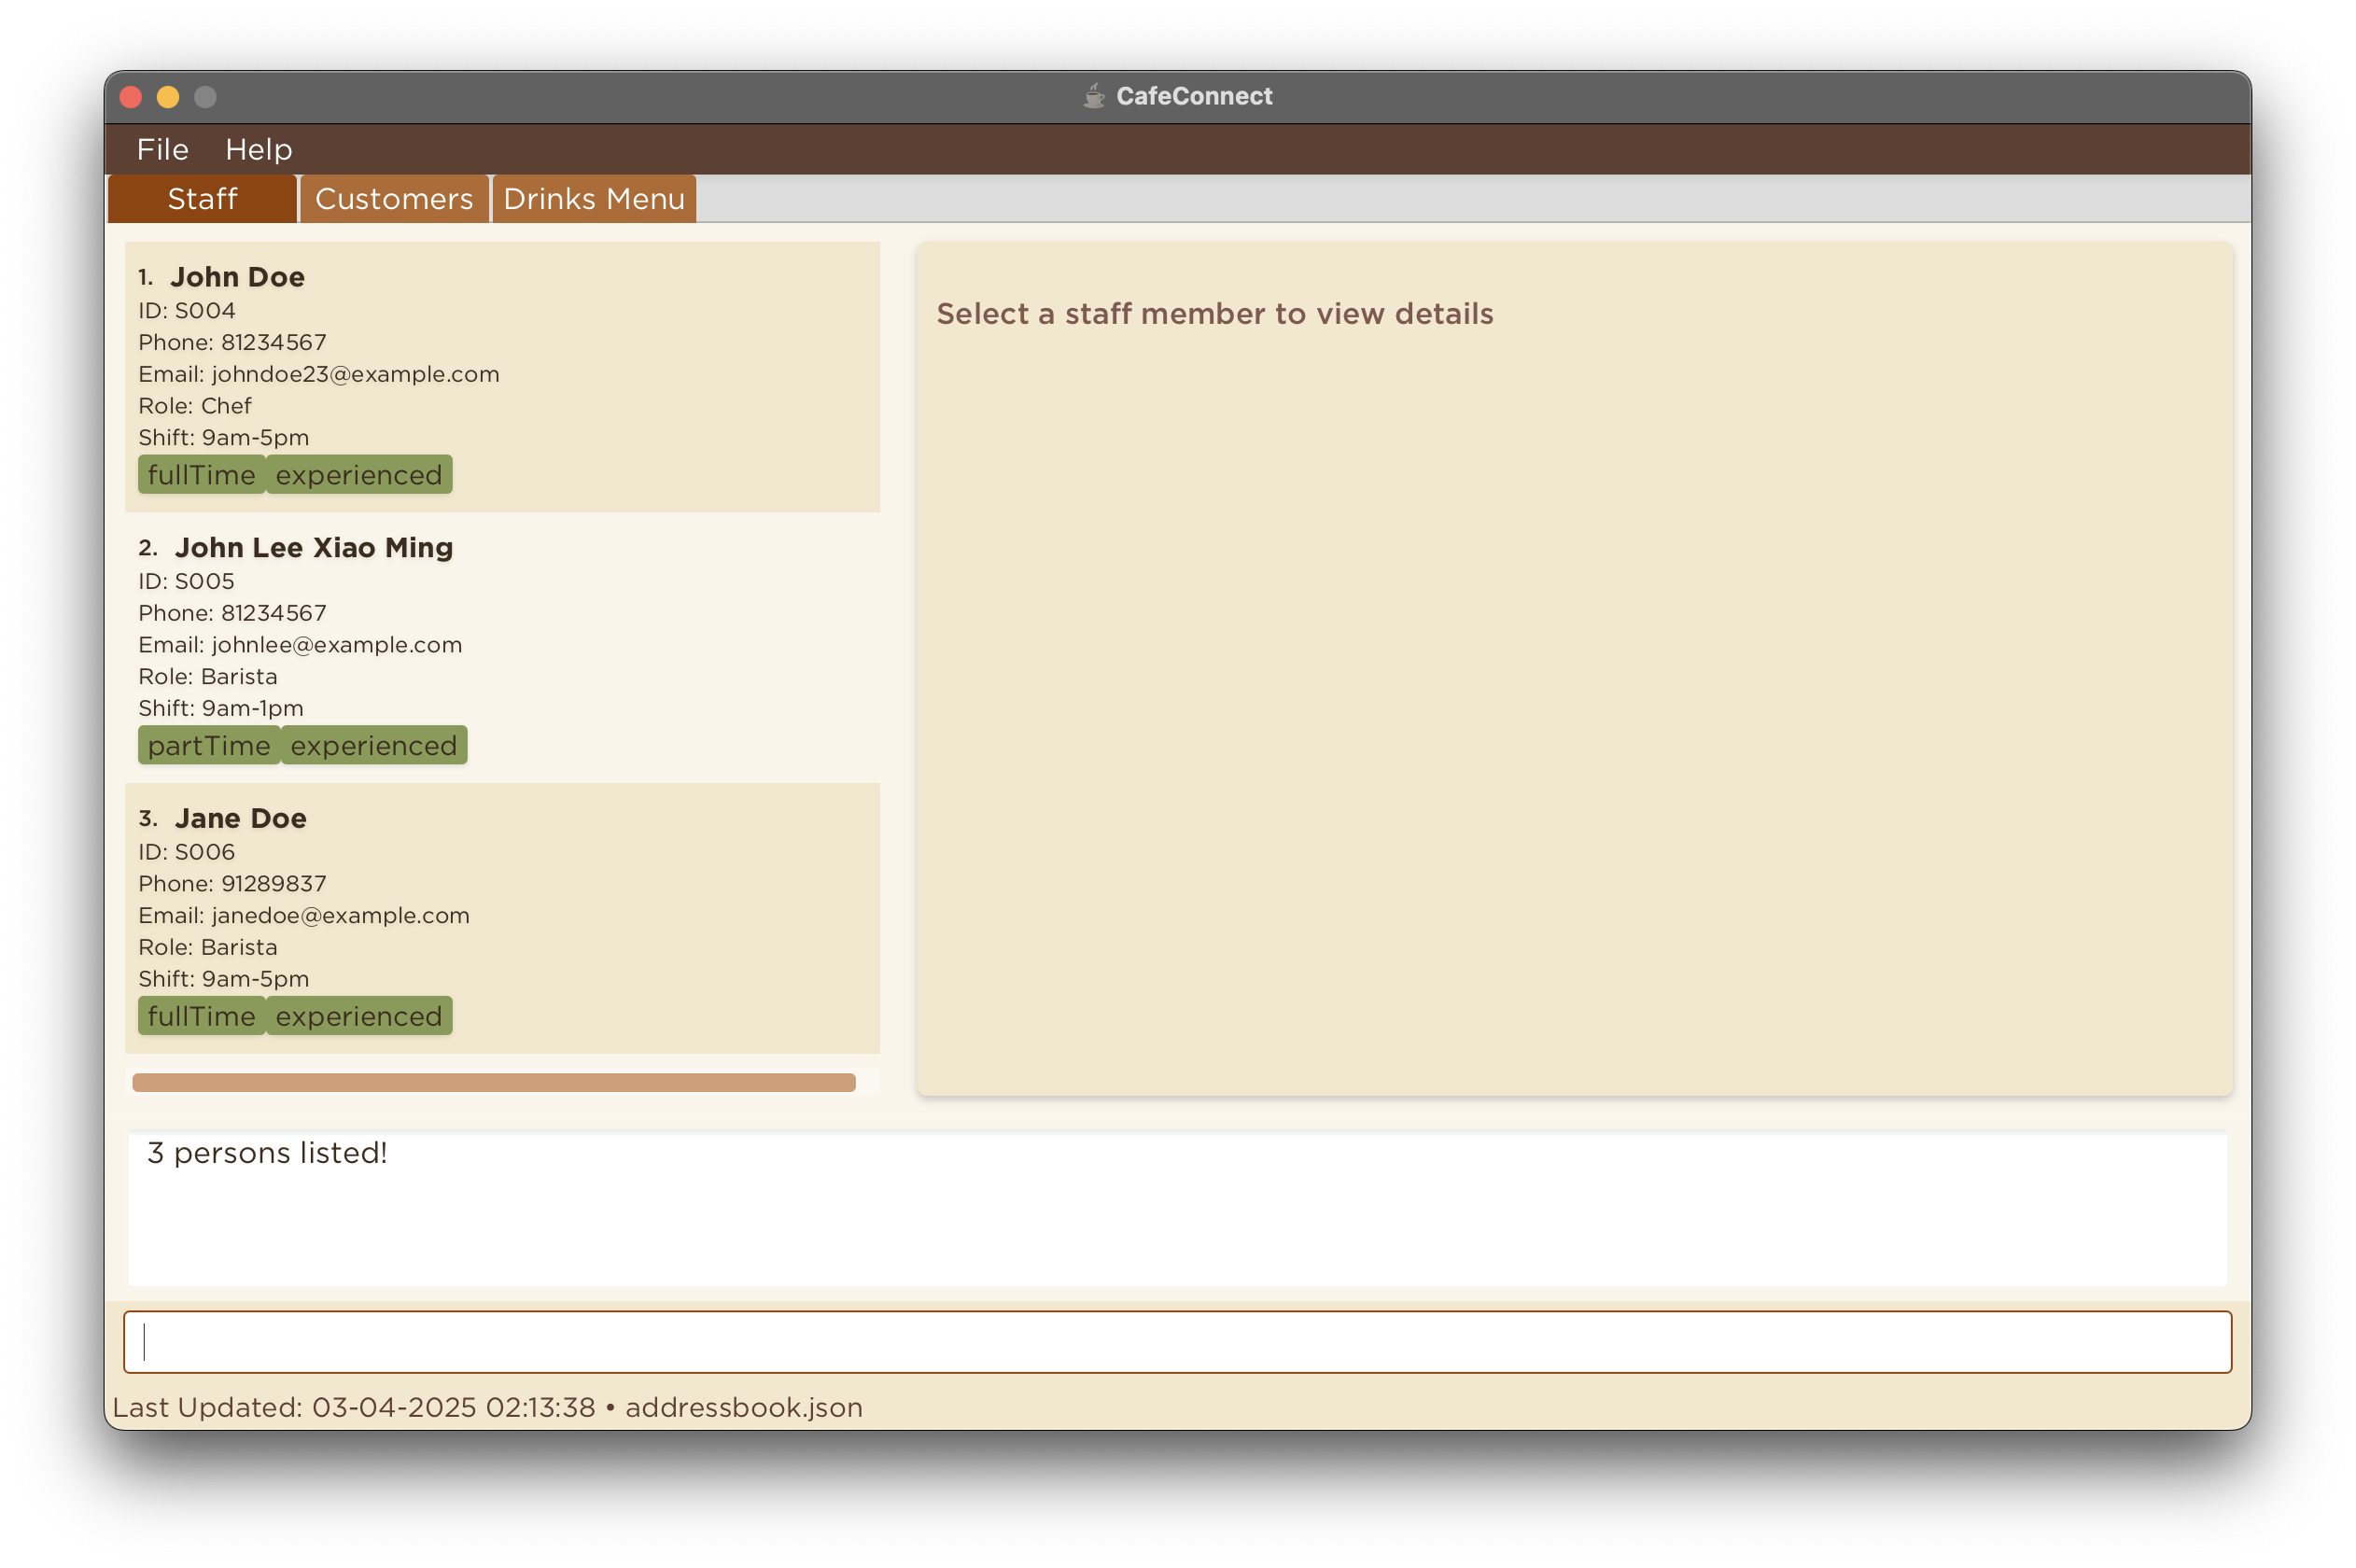 CafeConnect
File Help
Staff Customers Drinks Menu
1. John Doe
ID: S004
Phone: 81234567
Email: johndoe23@example.com
Role: Chef
Shift: 9am-5pm
fullTime experienced
2. John Lee Xiao Ming
ID: S005
Phone: 81234567
Email: johnlee@example.com
Role: Barista
Shift: 9am-1pm
partTime experienced
3. Jane Doe
ID: S006
Phone: 91289837
Email: janedoe@example.com
Role: Barista
Shift: 9am-5pm
fullTime experienced
Select a staff member to view details
3 persons listed!
Last Updated: 03-04-2025 02:13:38 • addressbook.json